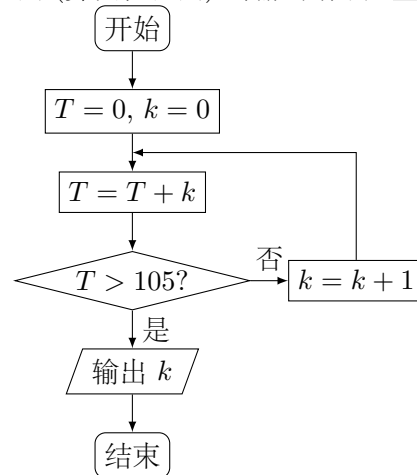 开始
T = 0, k = 0
T = T + k
T > 105?
否
k = k + 1
是
输出 k
结束